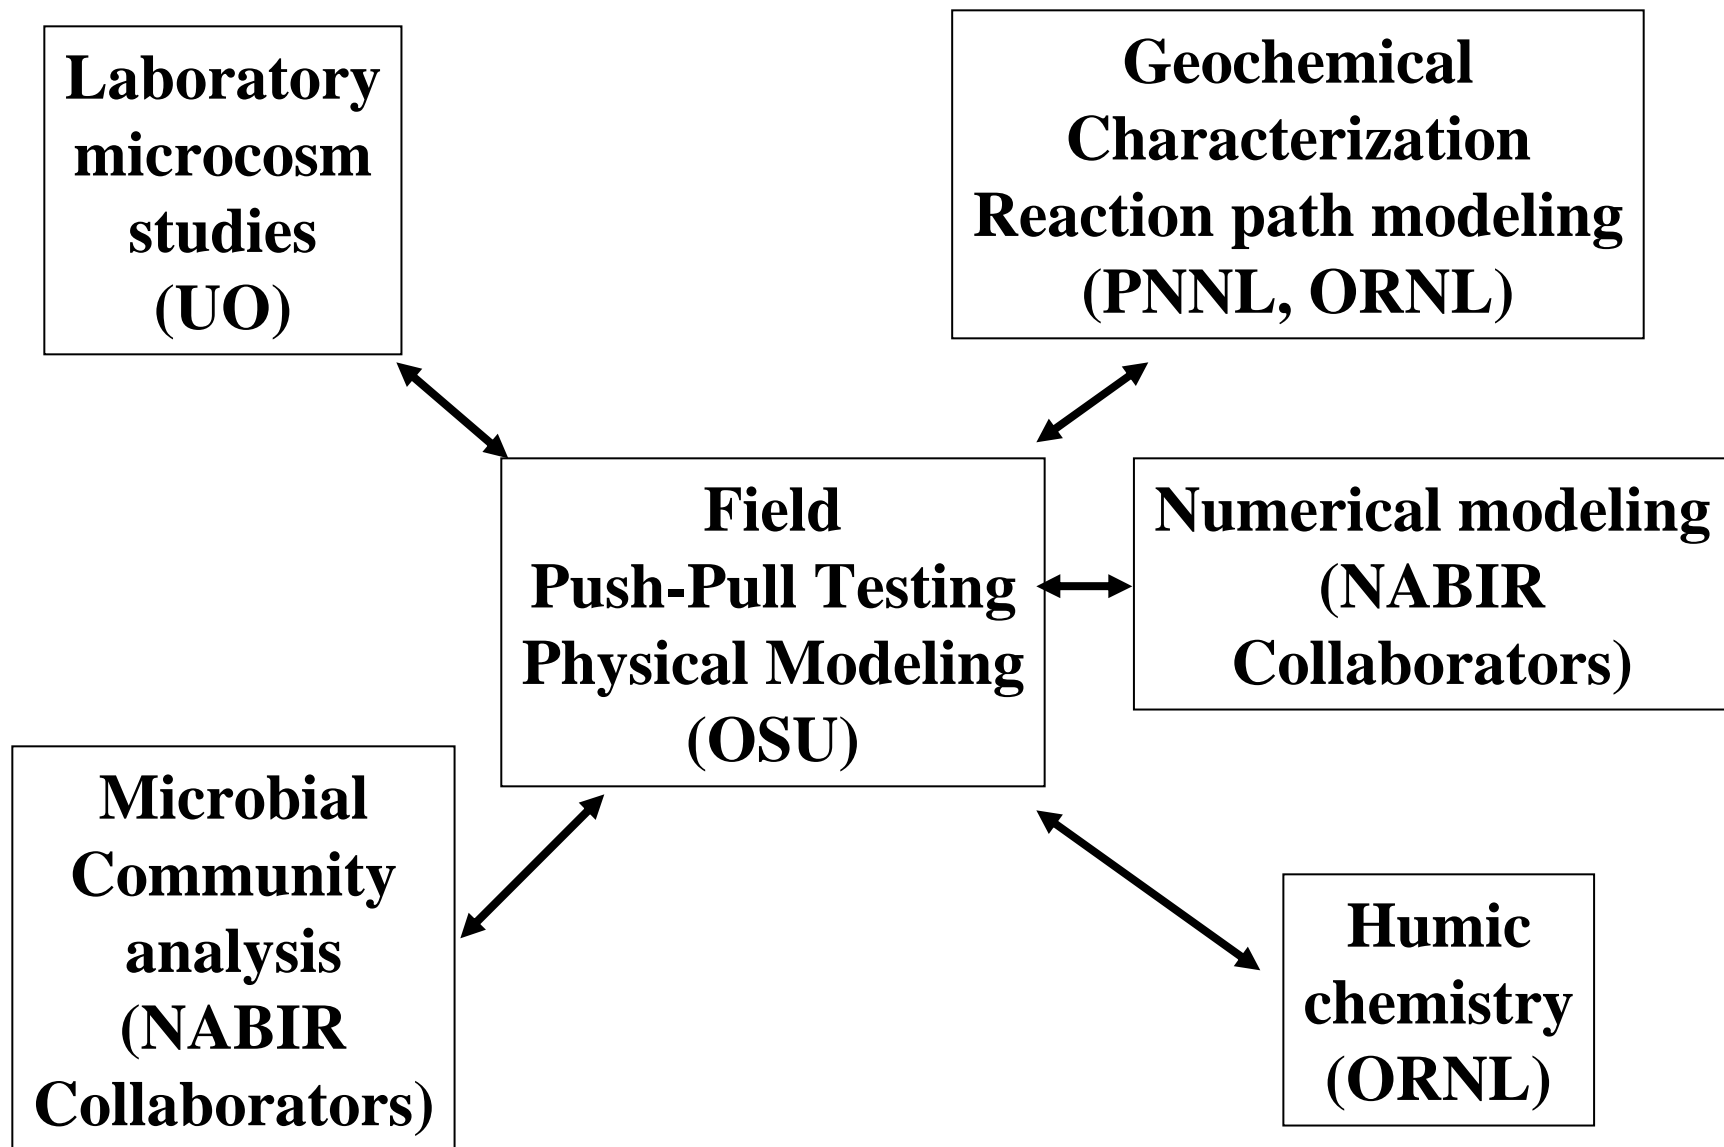 Laboratory
microcosm
studies
(UO)
Geochemical
Characterization
Reaction path modeling
(PNNL, ORNL)
Field
Push-Pull Testing
Physical Modeling
(OSU)
Numerical modeling
(NABIR
Collaborators)
Microbial
Community
analysis
(NABIR
Collaborators)
Humic
chemistry
(ORNL)